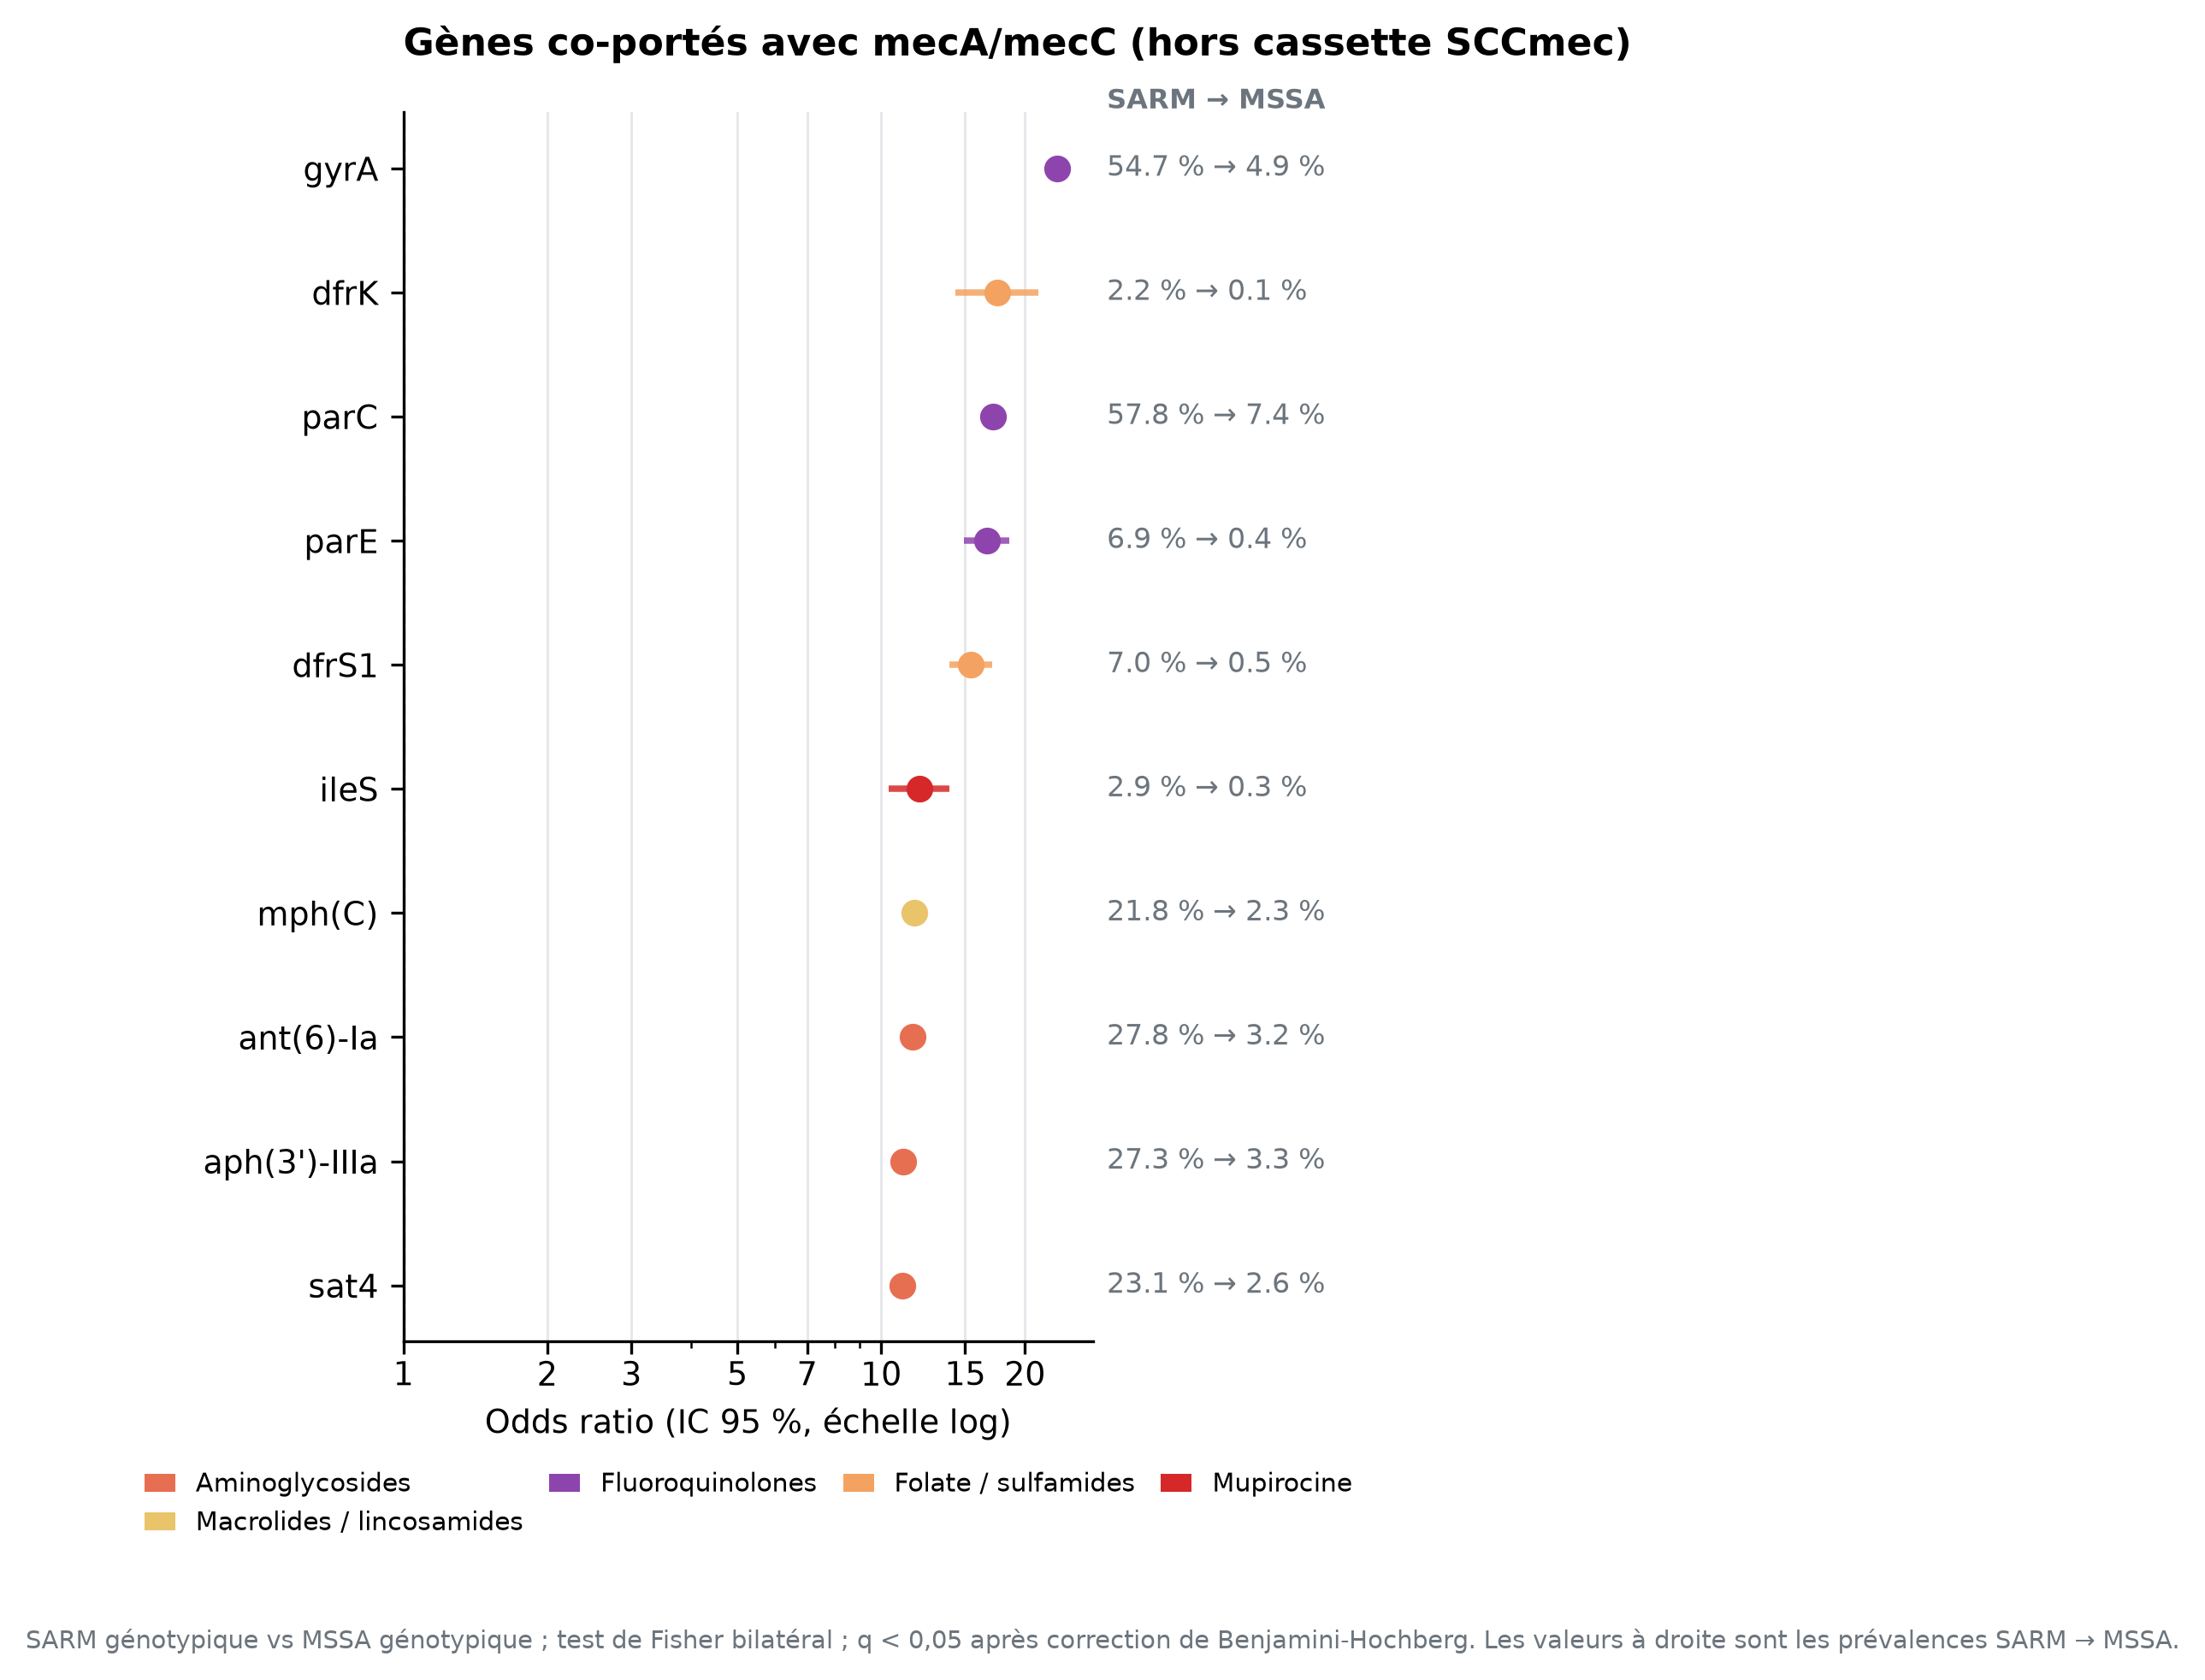 Gènes co-portés avec mecA/mecC (hors cassette SCCmec)
SARM → MSSA
gyrA 54.7 % → 4.9 %
dfrK 2.2 % → 0.1 %
parC 57.8 % → 7.4 %
parE 6.9 % → 0.4 %
dfrS1 7.0 % → 0.5 %
ileS 2.9 % → 0.3 %
mph(C) 21.8 % → 2.3 %
ant(6)-Ia 27.8 % → 3.2 %
aph(3')-IIIa 27.3 % → 3.3 %
sat4 23.1 % → 2.6 %
1 2 3 5 7 10 15 20
Odds ratio (IC 95 %, échelle log)
Aminoglycosides Fluoroquinolones Folate / sulfamides Mupirocine
Macrolides / lincosamides
SARM génotypique vs MSSA génotypique ; test de Fisher bilatéral ; q < 0,05 après correction de Benjamini-Hochberg. Les valeurs à droite sont les prévalences SARM → MSSA.